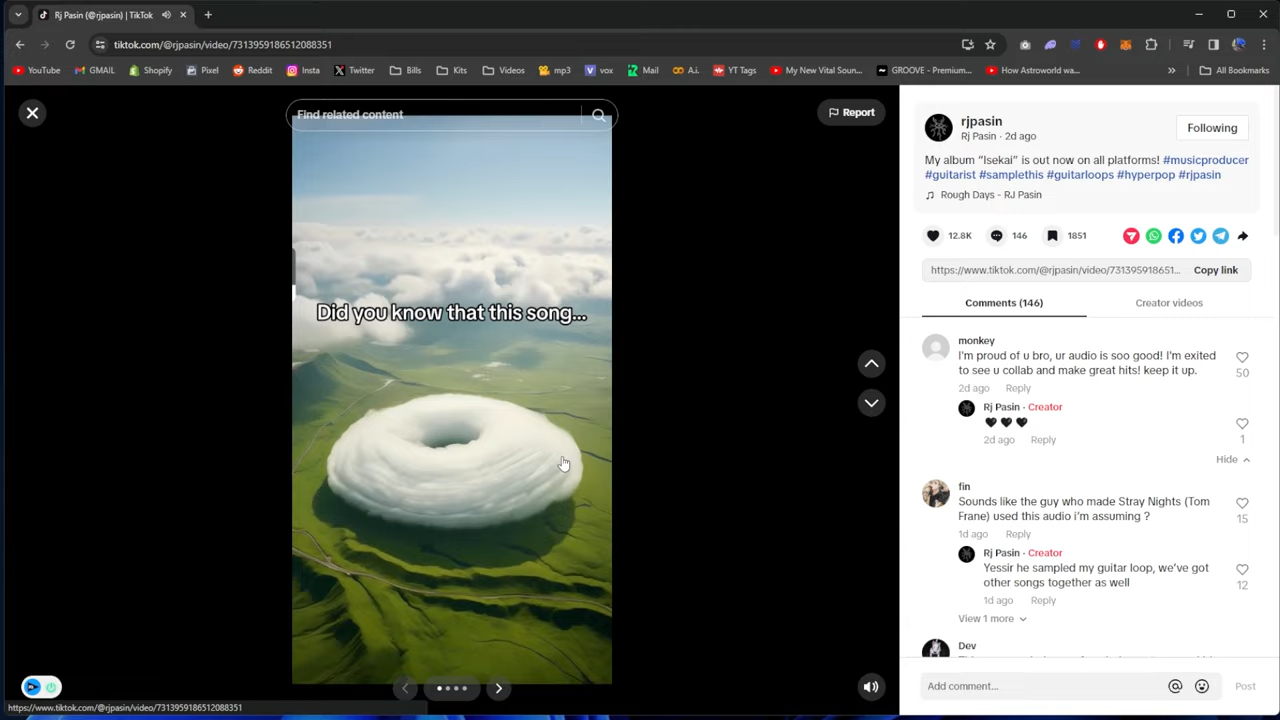 Rj Pasin (@rjpasin) | TikTok
tiktok.com/@rjpasin/video/7313959186512088351
YouTube GMAIL Shopify Pixel Reddit Insta Twitter Bills Kits Videos mp3 vox Mail A.i. YT Tags My New Vital Soun... GROOVE - Premium... How Astroworld wa... » All Bookmarks
Find related content
Report
Did you know that this song...
rjpasin
Rj Pasin · 2d ago
Following
My album “Isekai” is out now on all platforms! #musicproducer
#guitarist #samplethis #guitarloops #hyperpop #rjpasin
Rough Days - RJ Pasin
12.8K 146 1851
https://www.tiktok.com/@rjpasin/video/731395918651... Copy link
Comments (146) Creator videos
monkey
I'm proud of u bro, ur audio is soo good! I'm exited
to see u collab and make great hits! keep it up.
50
2d ago Reply
Rj Pasin · Creator
🖤🖤🖤
2d ago Reply
1
Hide
fin
Sounds like the guy who made Stray Nights (Tom
Frane) used this audio i'm assuming ?
15
1d ago Reply
Rj Pasin · Creator
Yessir he sampled my guitar loop, we've got
other songs together as well
12
1d ago Reply
View 1 more
Dev
Add comment... Post
https://www.tiktok.com/@rjpasin/video/7313959186512088351